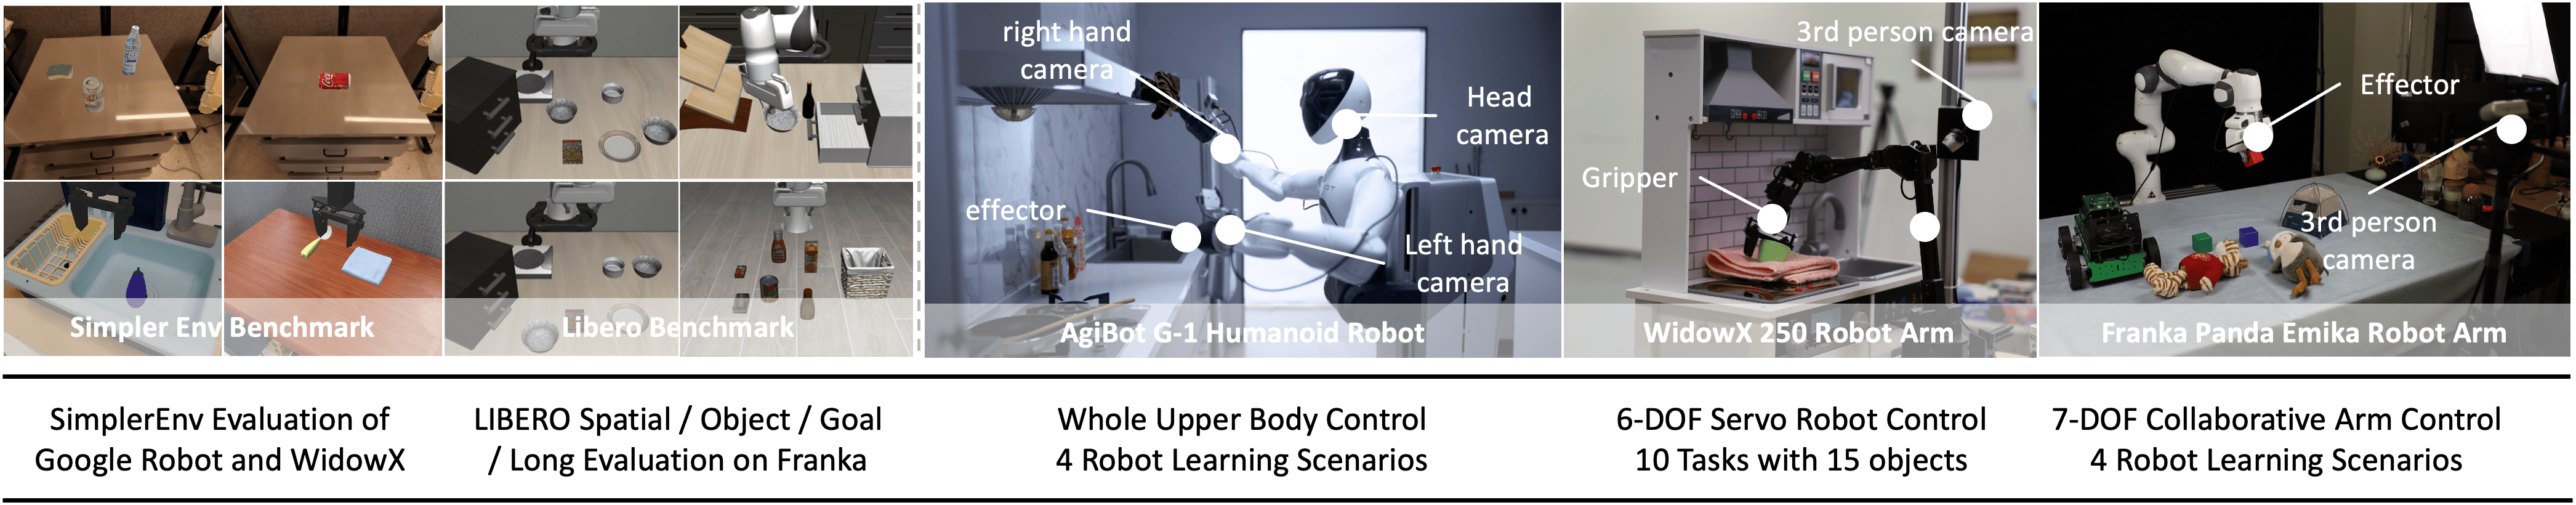 right hand
camera
Head
camera
effector
Left hand
camera
3rd person camera
Gripper
Effector
3rd person
camera
Simpler Env Benchmark
Libero Benchmark
AgiBot G-1 Humanoid Robot
WidowX 250 Robot Arm
Franka Panda Emika Robot Arm
SimplerEnv Evaluation of
Google Robot and WidowX
LIBERO Spatial / Object / Goal
/ Long Evaluation on Franka
Whole Upper Body Control
4 Robot Learning Scenarios
6-DOF Servo Robot Control
10 Tasks with 15 objects
7-DOF Collaborative Arm Control
4 Robot Learning Scenarios